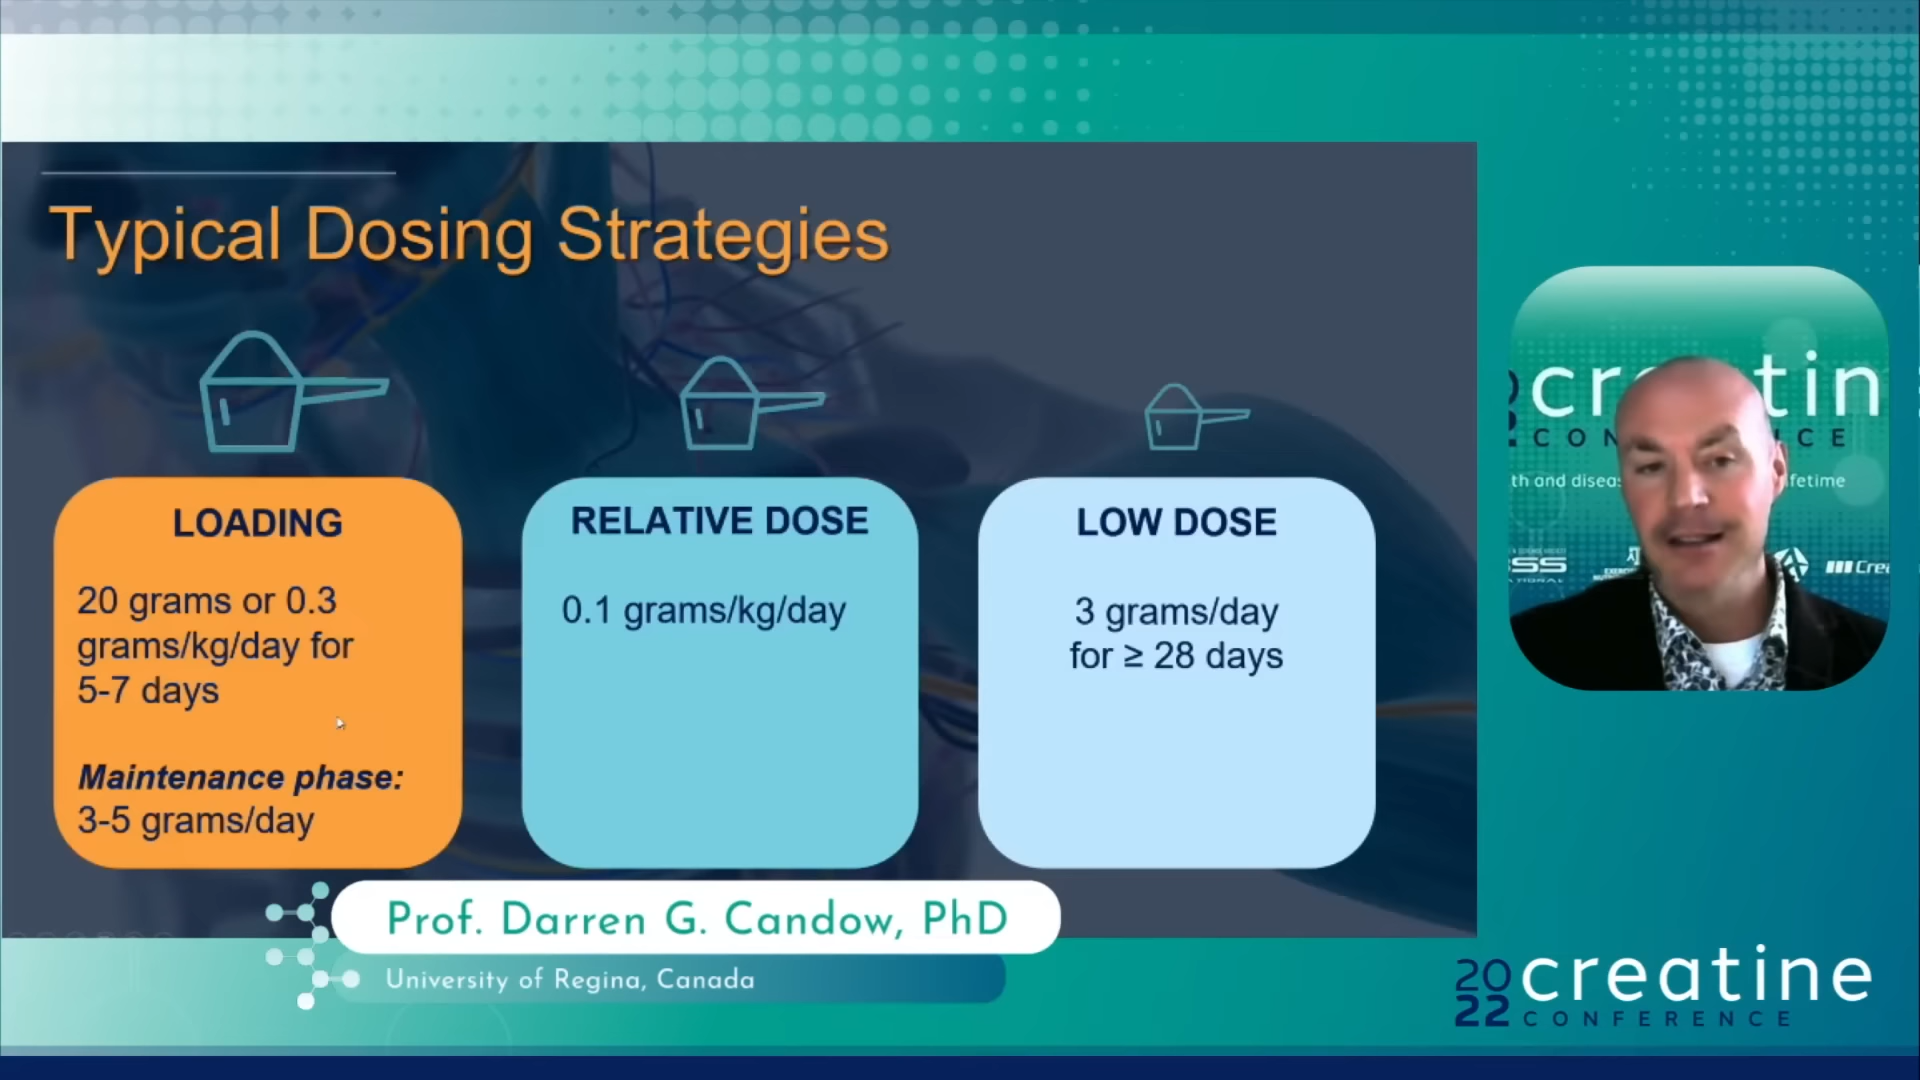 Typical Dosing Strategies
LOADING
20 grams or 0.3
grams/kg/day for
5-7 days
Maintenance phase:
3-5 grams/day
RELATIVE DOSE
0.1 grams/kg/day
LOW DOSE
3 grams/day
for ≥ 28 days
Prof. Darren G. Candow, PhD
University of Regina, Canada
2022 creatine
CONFERENCE